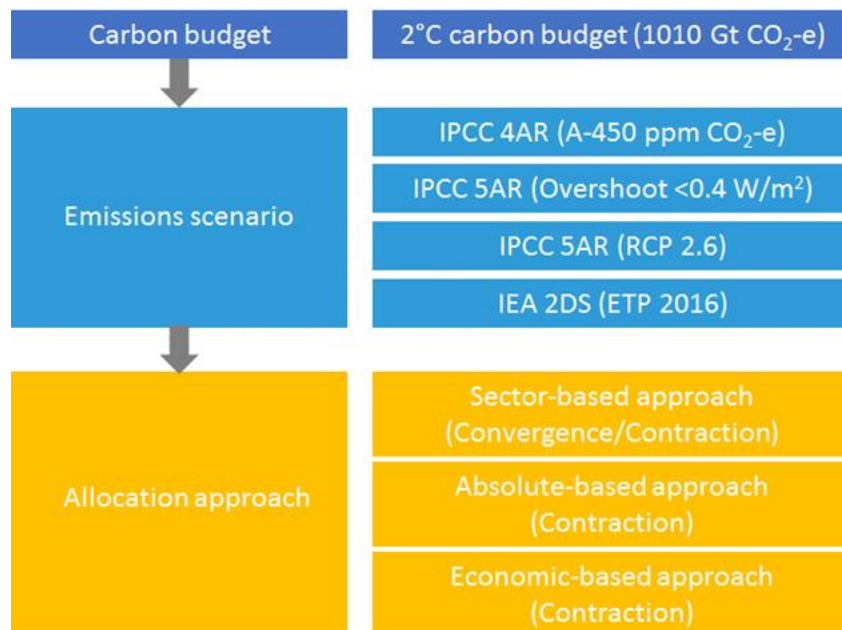 Carbon budget
2°C carbon budget (1010 Gt CO₂-e)
Emissions scenario
IPCC 4AR (A-450 ppm CO₂-e)
IPCC 5AR (Overshoot <0.4 W/m²)
IPCC 5AR (RCP 2.6)
IEA 2DS (ETP 2016)
Allocation approach
Sector-based approach
(Convergence/Contraction)
Absolute-based approach
(Contraction)
Economic-based approach
(Contraction)